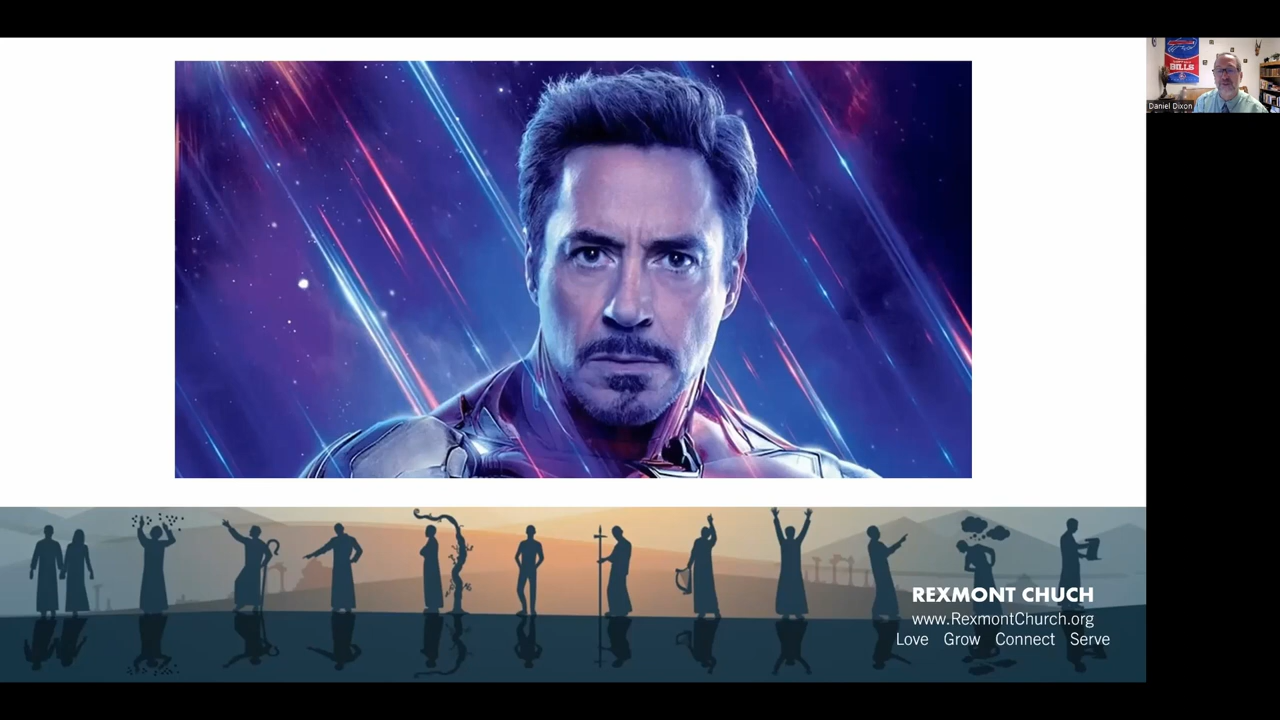 BILLS
Daniel Dixon
REXMONT CHUCH
www.RexmontChurch.org
Love Grow Connect Serve